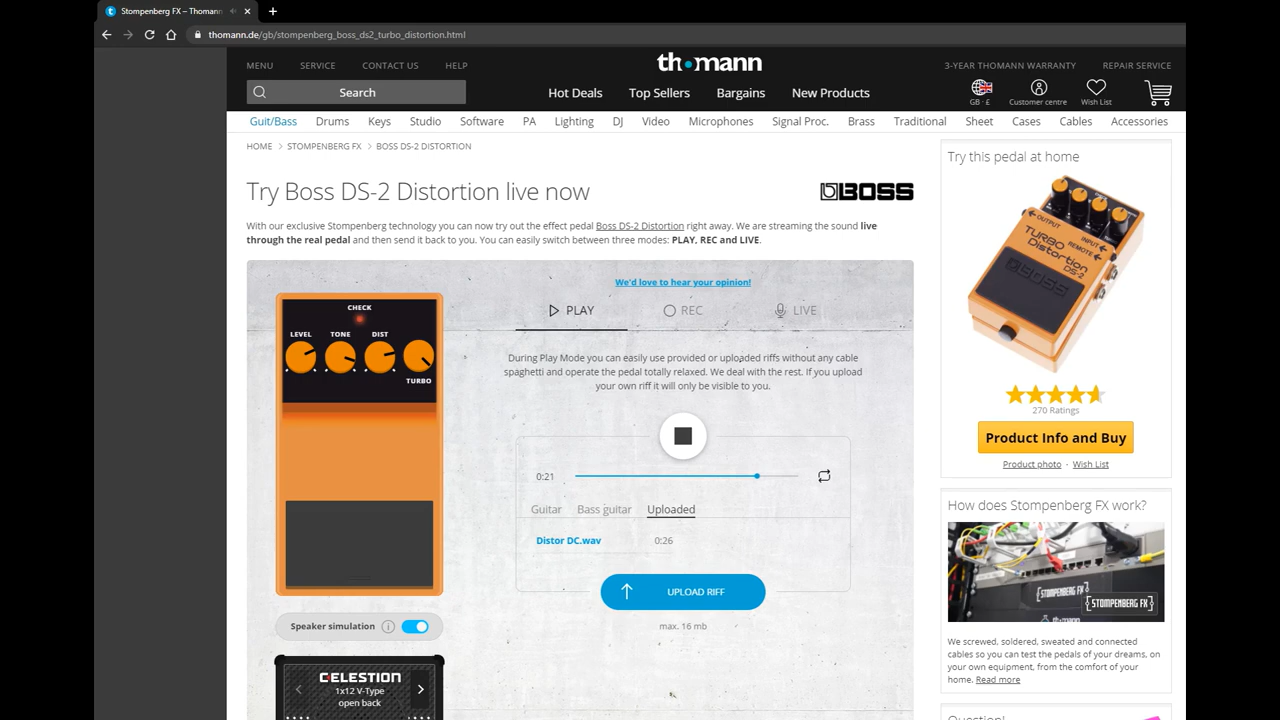 Stompenberg FX – Thomann
thomann.de/gb/stompenberg_boss_ds2_turbo_distortion.html
MENU SERVICE CONTACT US HELP
th•mann
3-YEAR THOMANN WARRANTY REPAIR SERVICE
Search
Hot Deals Top Sellers Bargains New Products
GB · £ Customer centre Wish List
Guit/Bass Drums Keys Studio Software PA Lighting DJ Video Microphones Signal Proc. Brass Traditional Sheet Cases Cables Accessories
HOME > STOMPENBERG FX > BOSS DS-2 DISTORTION
Try Boss DS-2 Distortion live now
BOSS
With our exclusive Stompenberg technology you can now try out the effect pedal Boss DS-2 Distortion right away. We are streaming the sound live
through the real pedal and then send it back to you. You can easily switch between three modes: PLAY, REC and LIVE.
We'd love to hear your opinion!
PLAY REC LIVE
During Play Mode you can easily use provided or uploaded riffs without any cable
spaghetti and operate the pedal totally relaxed. We deal with the rest. If you upload
your own riff it will only be visible to you.
CHECK
LEVEL TONE DIST
TURBO
0:21
Guitar Bass guitar Uploaded
Distor DC.wav 0:26
UPLOAD RIFF
max. 16 mb
Speaker simulation i
CELESTION
1x12 V-Type
open back
Try this pedal at home
OUTPUT
INPUT
REMOTE
TURBO
Distortion
DS-2
BOSS
270 Ratings
Product Info and Buy
Product photo · Wish List
How does Stompenberg FX work?
STOMPENBERG FX
STOMPENBERG FX
th•mann
We screwed, soldered, sweated and connected
cables so you can test the pedals of your dreams, on
your own equipment, from the comfort of your
home. Read more
Question!